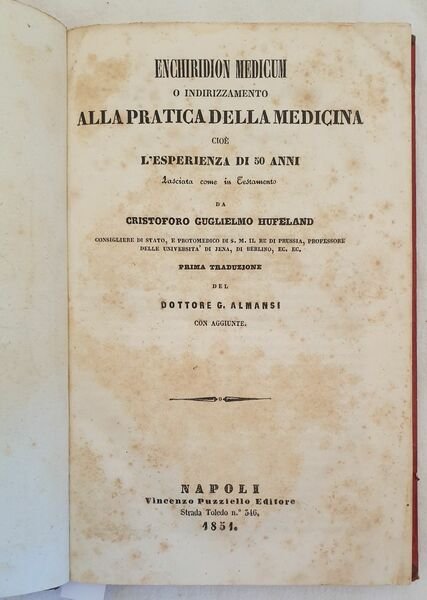 ENCHIRIDION MEDICUM
O INDIRIZZAMENTO
ALLA PRATICA DELLA MEDICINA
CIOÈ
L'ESPERIENZA DI 50 ANNI
Lasciata come in Testamento
DA
CRISTOFORO GUGLIELMO HUFELAND
CONSIGLIERE DI STATO, E PROTOMEDICO DI S. M. IL RE DI PRUSSIA, PROFESSORE
DELLE UNIVERSITA' DI JENA, DI BERLINO, EC. EC.
PRIMA TRADUZIONE
DEL
DOTTORE G. ALMANSI
CON AGGIUNTE.
NAPOLI
Vincenzo Puzziello Editore
Strada Toledo n.° 346,
1851.